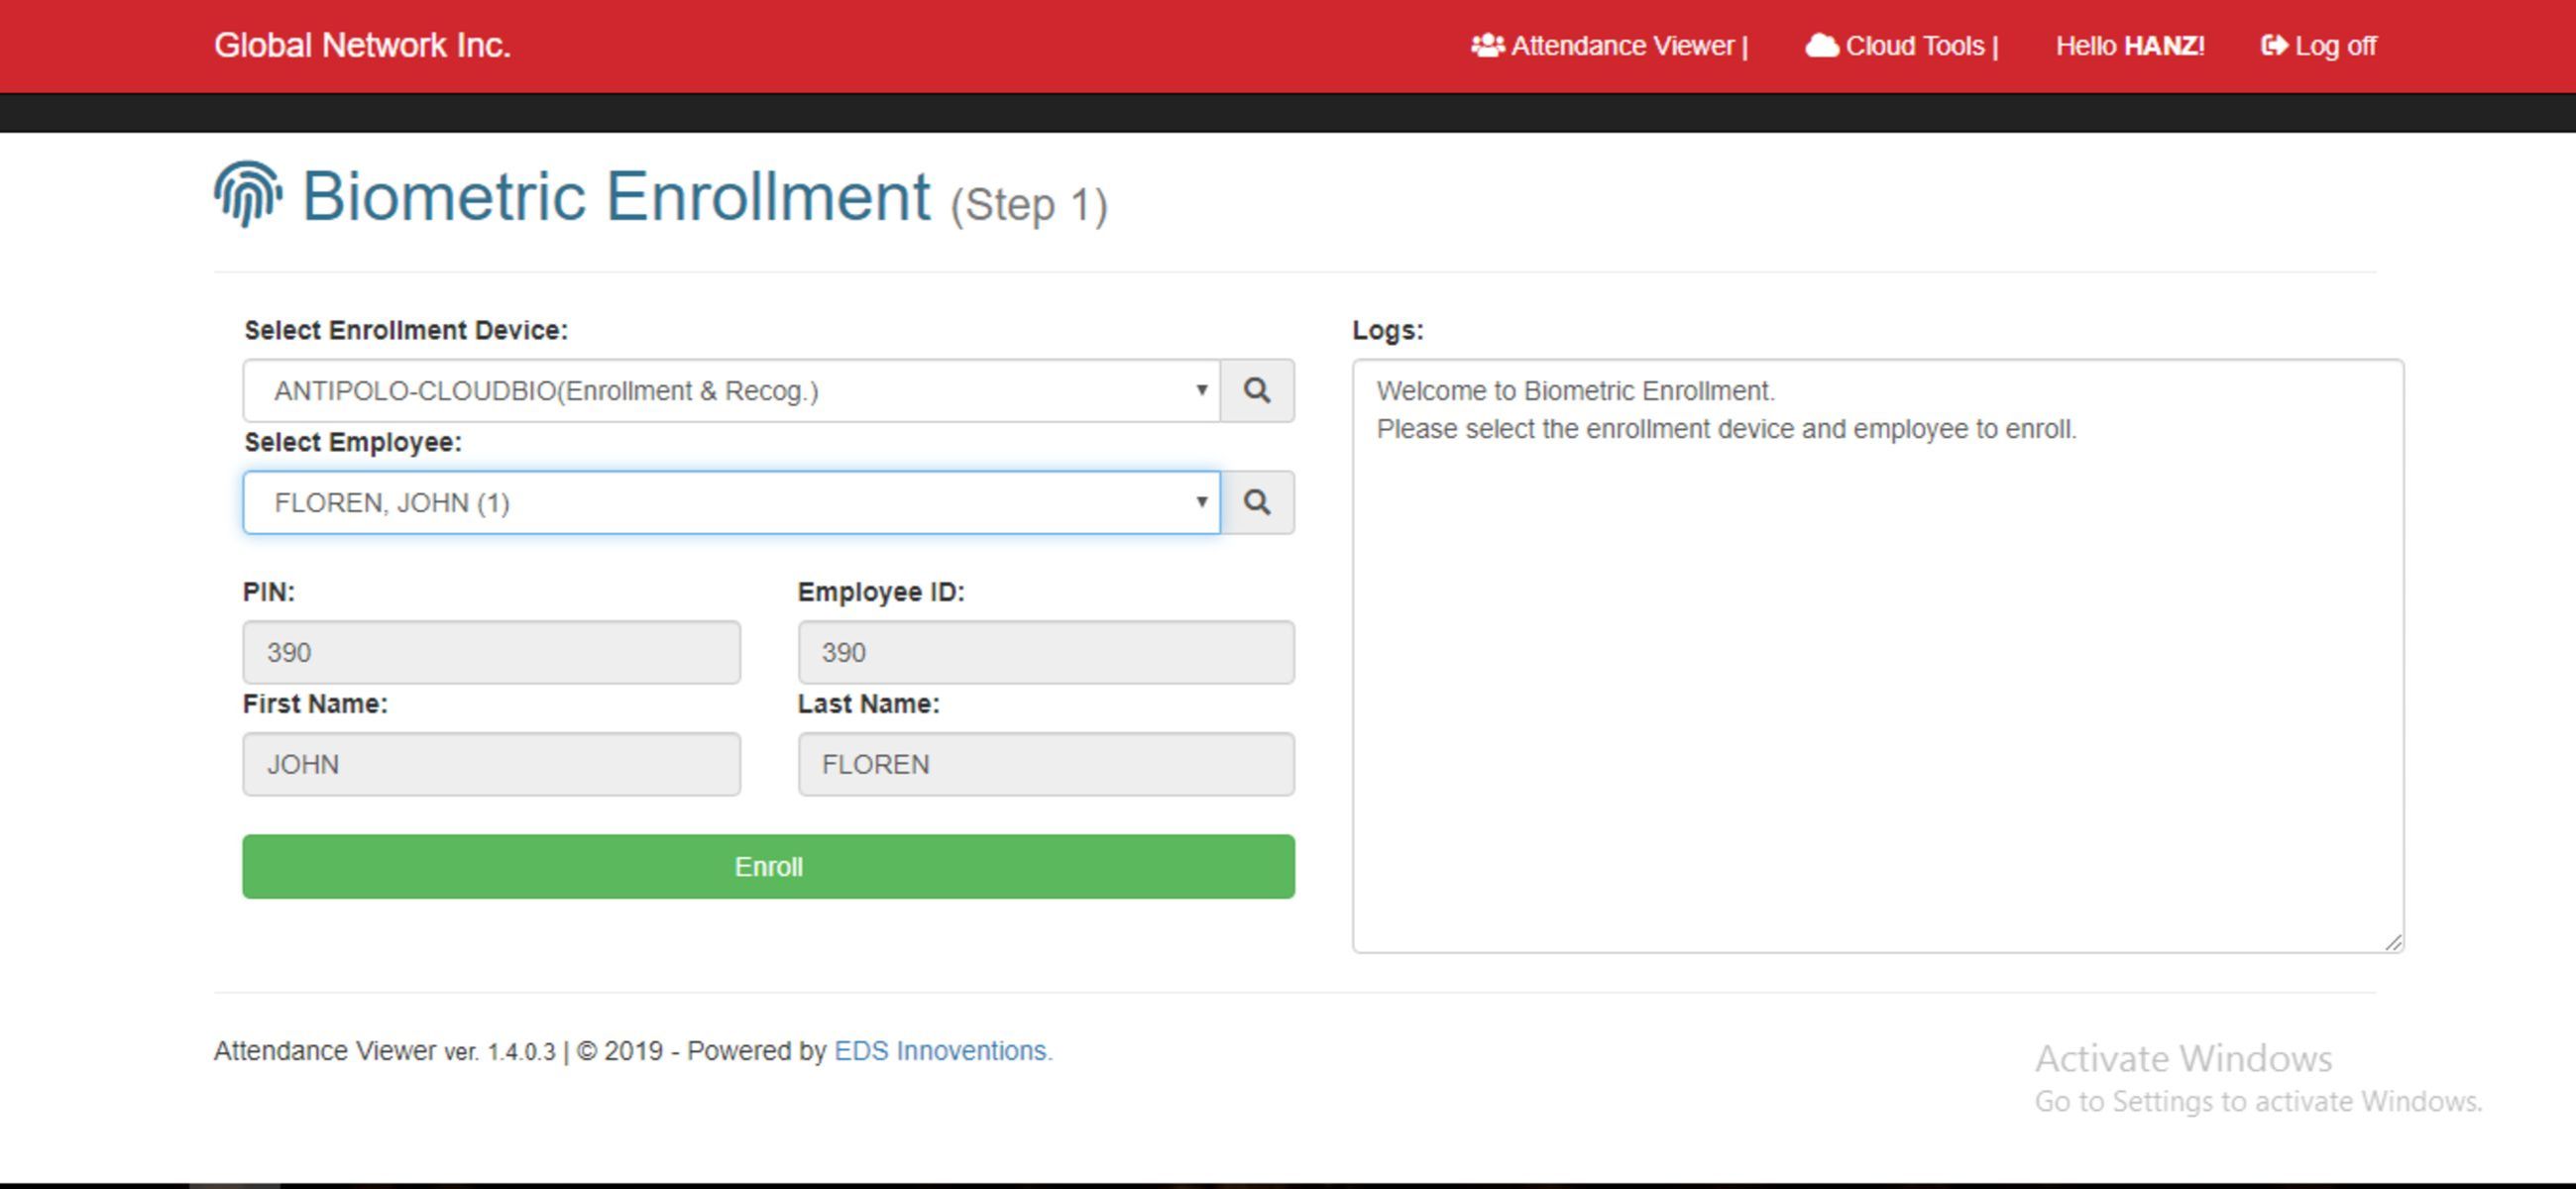 Global Network Inc. Attendance Viewer | Cloud Tools | Hello HANZ! Log off
Biometric Enrollment (Step 1)
Select Enrollment Device:
ANTIPOLO-CLOUDBIO(Enrollment & Recog.)
Select Employee:
FLOREN, JOHN (1)
PIN: Employee ID:
390 390
First Name: Last Name:
JOHN FLOREN
Enroll
Logs:
Welcome to Biometric Enrollment.
Please select the enrollment device and employee to enroll.
Attendance Viewer ver. 1.4.0.3 | © 2019 - Powered by EDS Innoventions.
Activate Windows
Go to Settings to activate Windows.